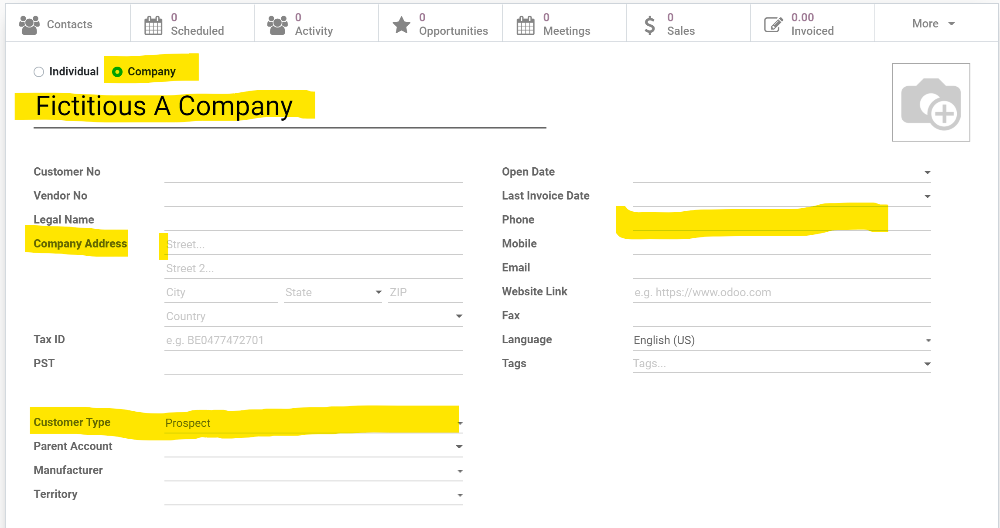 Contacts
0
Scheduled
0
Activity
0
Opportunities
0
Meetings
0
Sales
0.00
Invoiced
More
Individual Company
Fictitious A Company
Customer No
Vendor No
Legal Name
Company Address Street...
Street 2...
City State ZIP
Country
Tax ID e.g. BE0477472701
PST
Open Date
Last Invoice Date
Phone
Mobile
Email
Website Link e.g. https://www.odoo.com
Fax
Language English (US)
Tags Tags...
Customer Type Prospect
Parent Account
Manufacturer
Territory